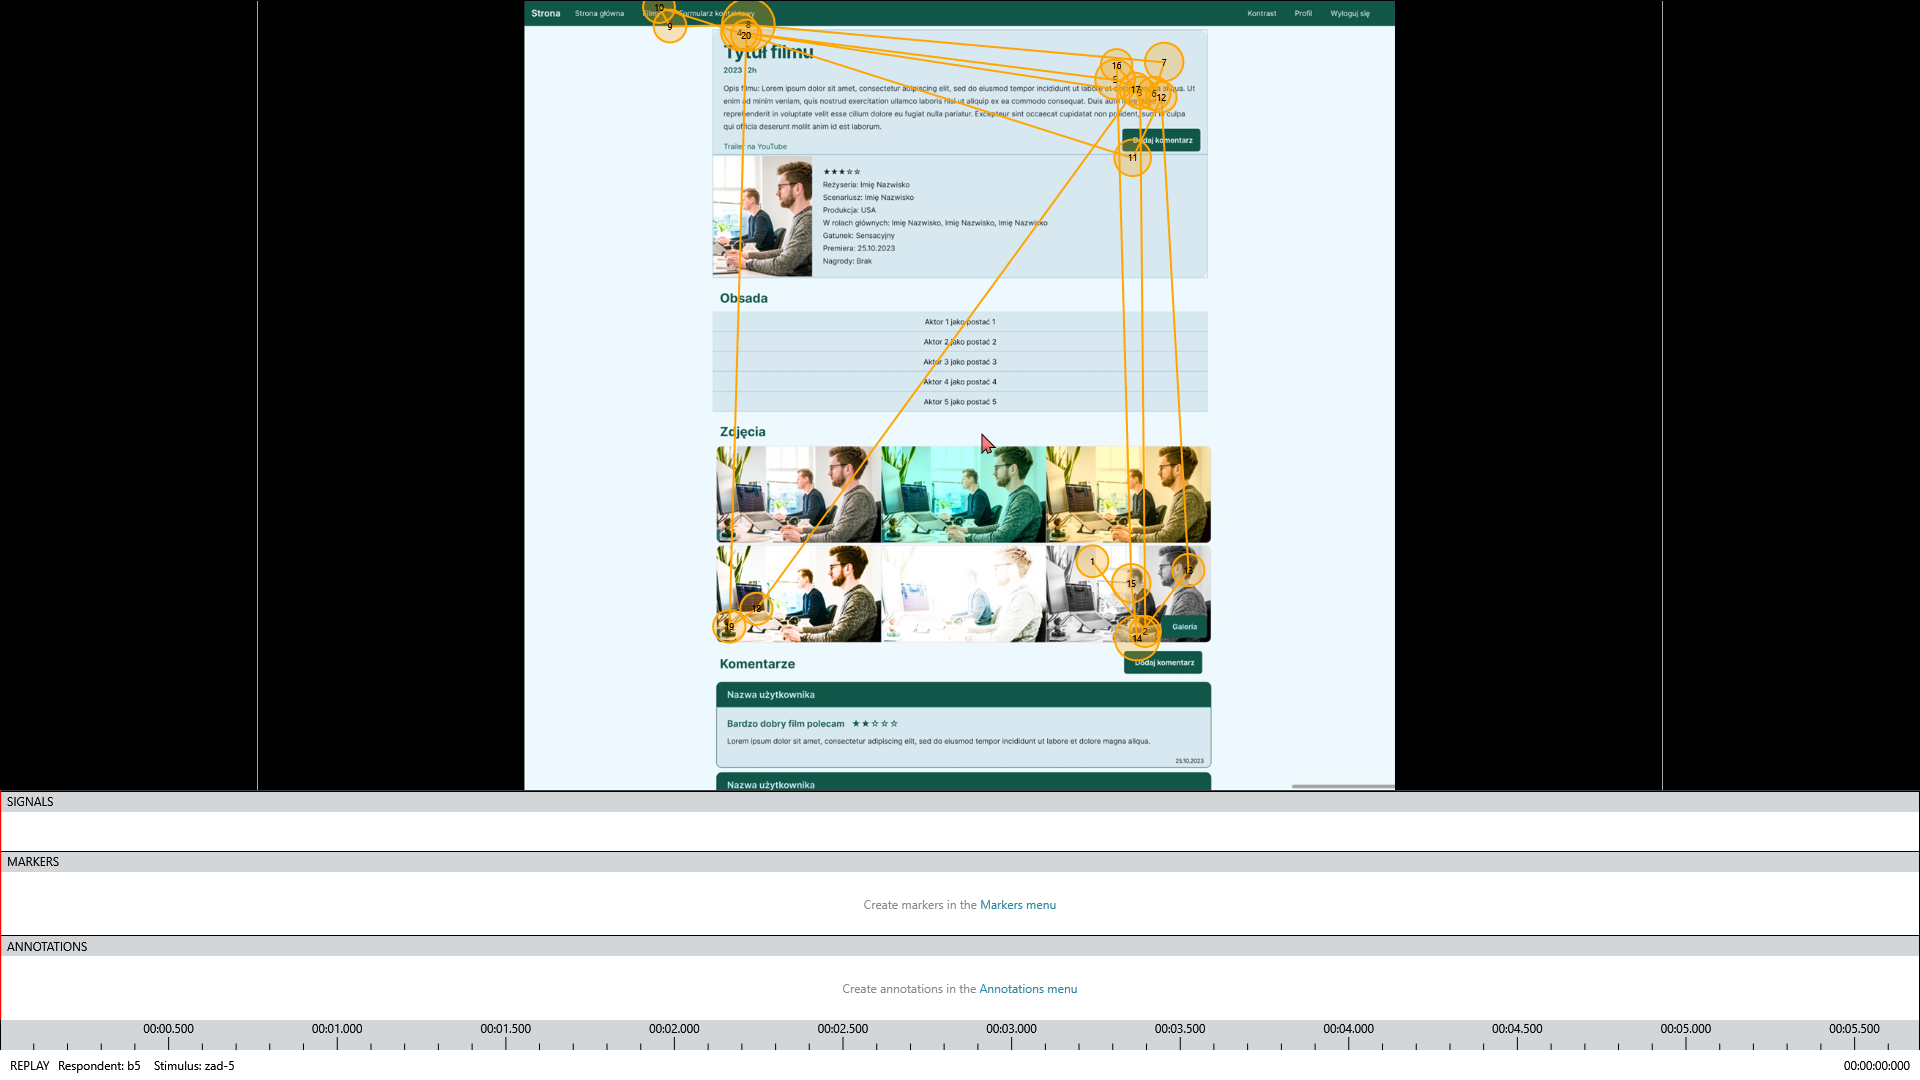 Strona Strona główna Filmy Formularz kontaktowy Kontrast Profil Wyloguj się
Tytuł filmu
2023 2h
Opis filmu: Lorem ipsum dolor sit amet, consectetur adipiscing elit, sed do eiusmod tempor incididunt ut labore et dolore magna aliqua. Ut
enim ad minim veniam, quis nostrud exercitation ullamco laboris nisi ut aliquip ex ea commodo consequat. Duis aute irure dolor in
reprehenderit in voluptate velit esse cillum dolore eu fugiat nulla pariatur. Excepteur sint occaecat cupidatat non proident, sunt in culpa
qui officia deserunt mollit anim id est laborum.
Dodaj komentarz
Trailer na YouTube
★★★☆☆
Reżyseria: Imię Nazwisko
Scenariusz: Imię Nazwisko
Produkcja: USA
W rolach głównych: Imię Nazwisko, Imię Nazwisko, Imię Nazwisko
Gatunek: Sensacyjny
Premiera: 25.10.2023
Nagrody: Brak
Obsada
Aktor 1 jako postać 1
Aktor 2 jako postać 2
Aktor 3 jako postać 3
Aktor 4 jako postać 4
Aktor 5 jako postać 5
Zdjęcia
Galeria
Komentarze
Dodaj komentarz
Nazwa użytkownika
Bardzo dobry film polecam ★★☆☆☆
Lorem ipsum dolor sit amet, consectetur adipiscing elit, sed do eiusmod tempor incididunt ut labore et dolore magna aliqua.
25.10.2023
Nazwa użytkownika
10
9
8
4
20
16
5
7
17
3
6
12
11
1
15
13
18
19
2
14
SIGNALS
MARKERS
Create markers in the Markers menu
ANNOTATIONS
Create annotations in the Annotations menu
00:00.500 00:01.000 00:01.500 00:02.000 00:02.500 00:03.000 00:03.500 00:04.000 00:04.500 00:05.000 00:05.500
REPLAY Respondent: b5 Stimulus: zad-5 00:00:00:000